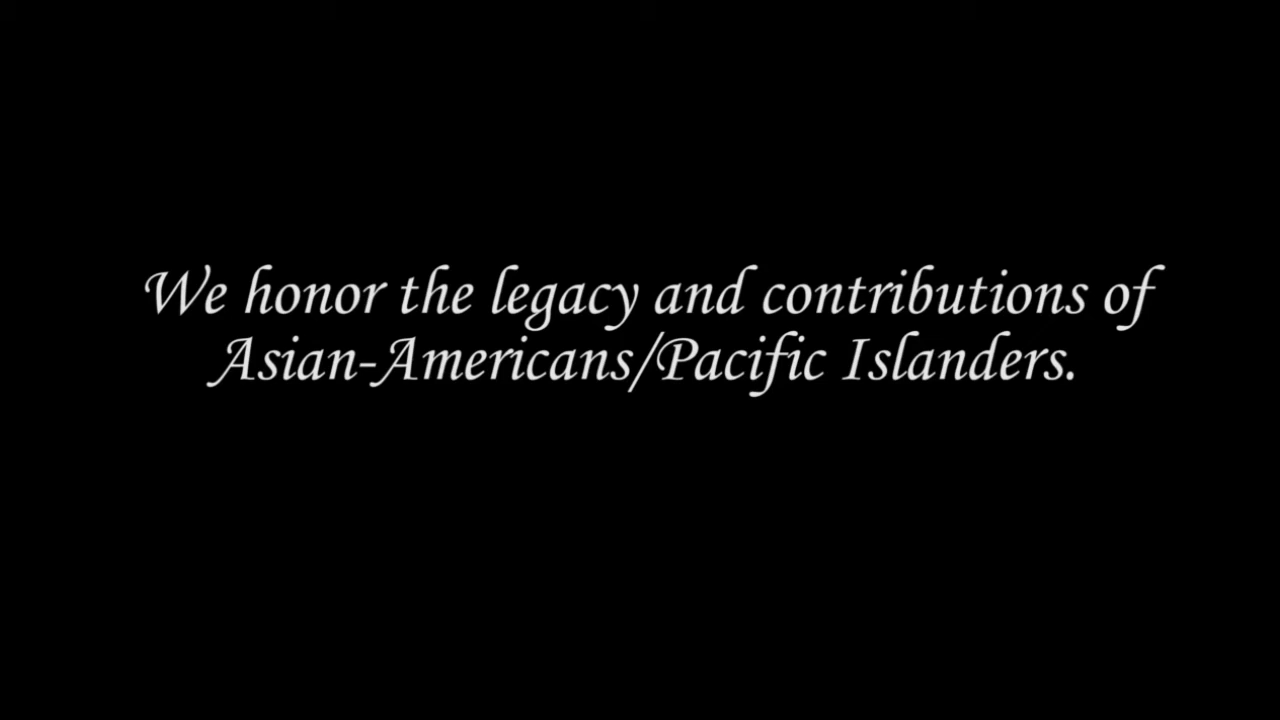 We honor the legacy and contributions of
Asian-Americans/Pacific Islanders.